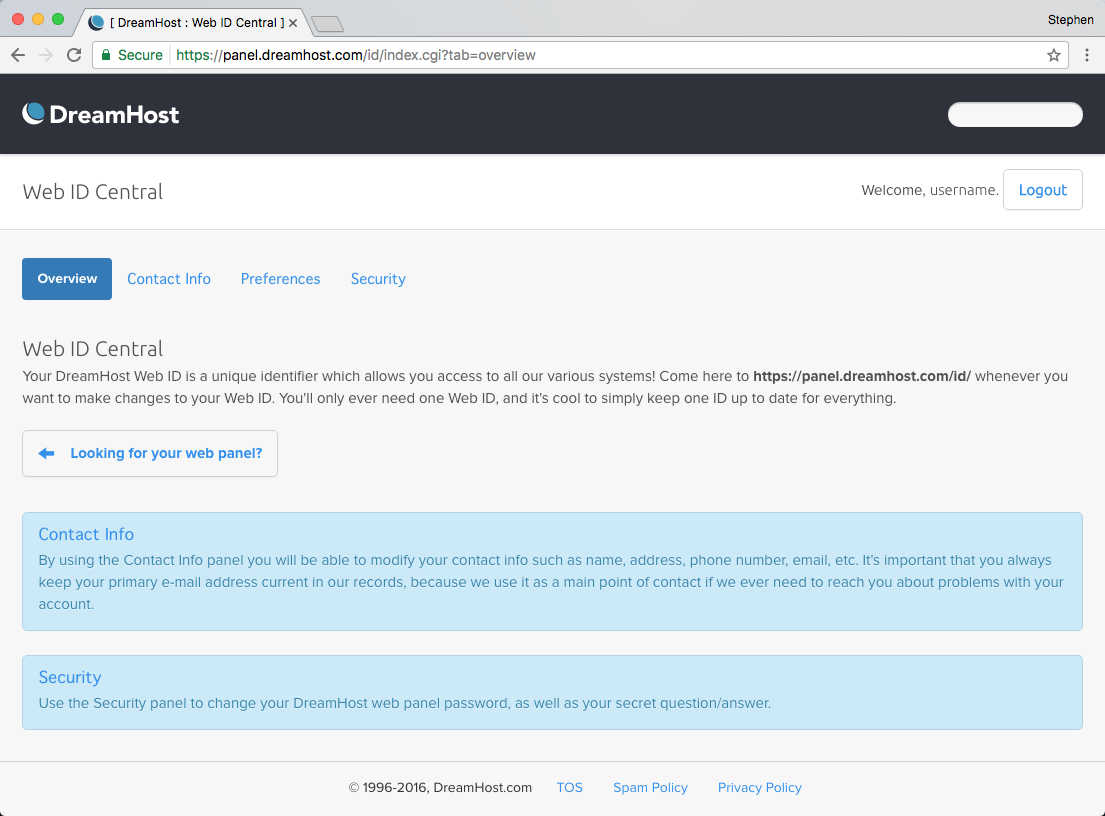 [ DreamHost : Web ID Central ]
Stephen
Secure https://panel.dreamhost.com/id/index.cgi?tab=overview
DreamHost
Web ID Central
Welcome, username. Logout
Overview Contact Info Preferences Security
Web ID Central
Your DreamHost Web ID is a unique identifier which allows you access to all our various systems! Come here to https://panel.dreamhost.com/id/ whenever you
want to make changes to your Web ID. You'll only ever need one Web ID, and it's cool to simply keep one ID up to date for everything.
Looking for your web panel?
Contact Info
By using the Contact Info panel you will be able to modify your contact info such as name, address, phone number, email, etc. It's important that you always
keep your primary e-mail address current in our records, because we use it as a main point of contact if we ever need to reach you about problems with your
account.
Security
Use the Security panel to change your DreamHost web panel password, as well as your secret question/answer.
© 1996-2016, DreamHost.com TOS Spam Policy Privacy Policy